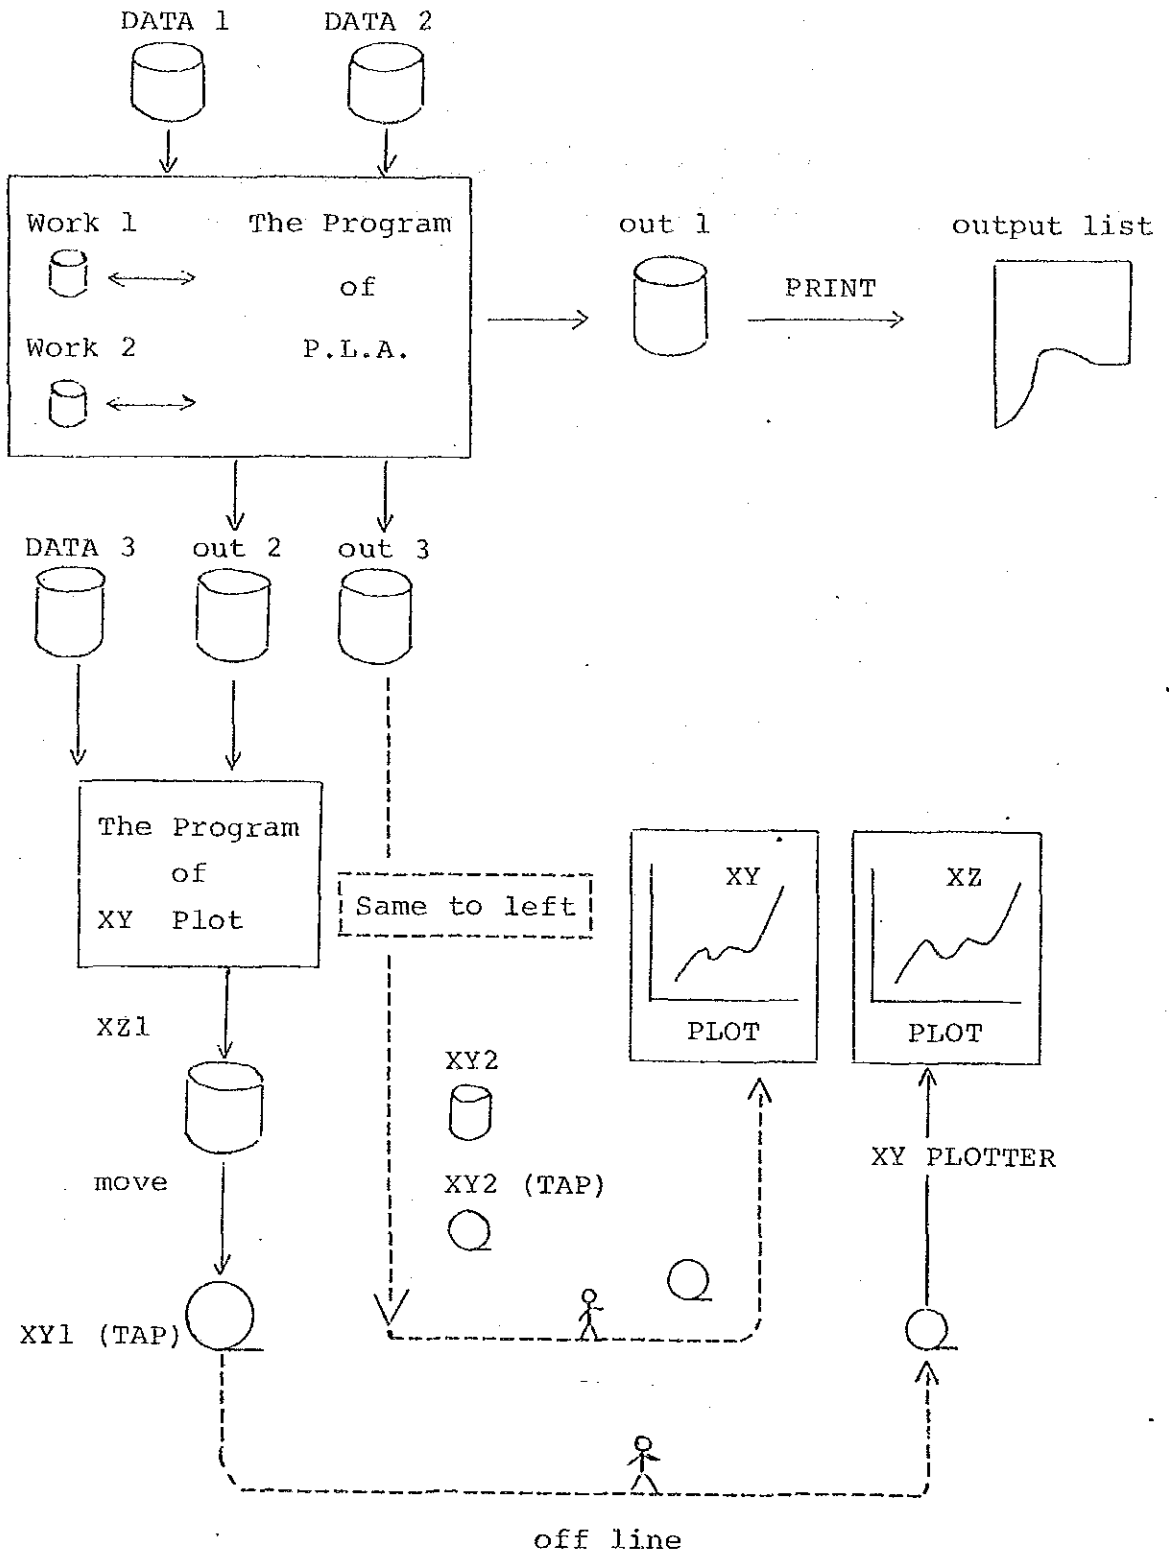 DATA 1
DATA 2
Work 1
The Program
of
P.L.A.
Work 2
out 1
PRINT
output list
DATA 3
out 2
out 3
The Program
of
XY Plot
Same to left
XY
PLOT
XZ
PLOT
XZ1
XY2
move
XY2 (TAP)
XY PLOTTER
XY1 (TAP)
off line